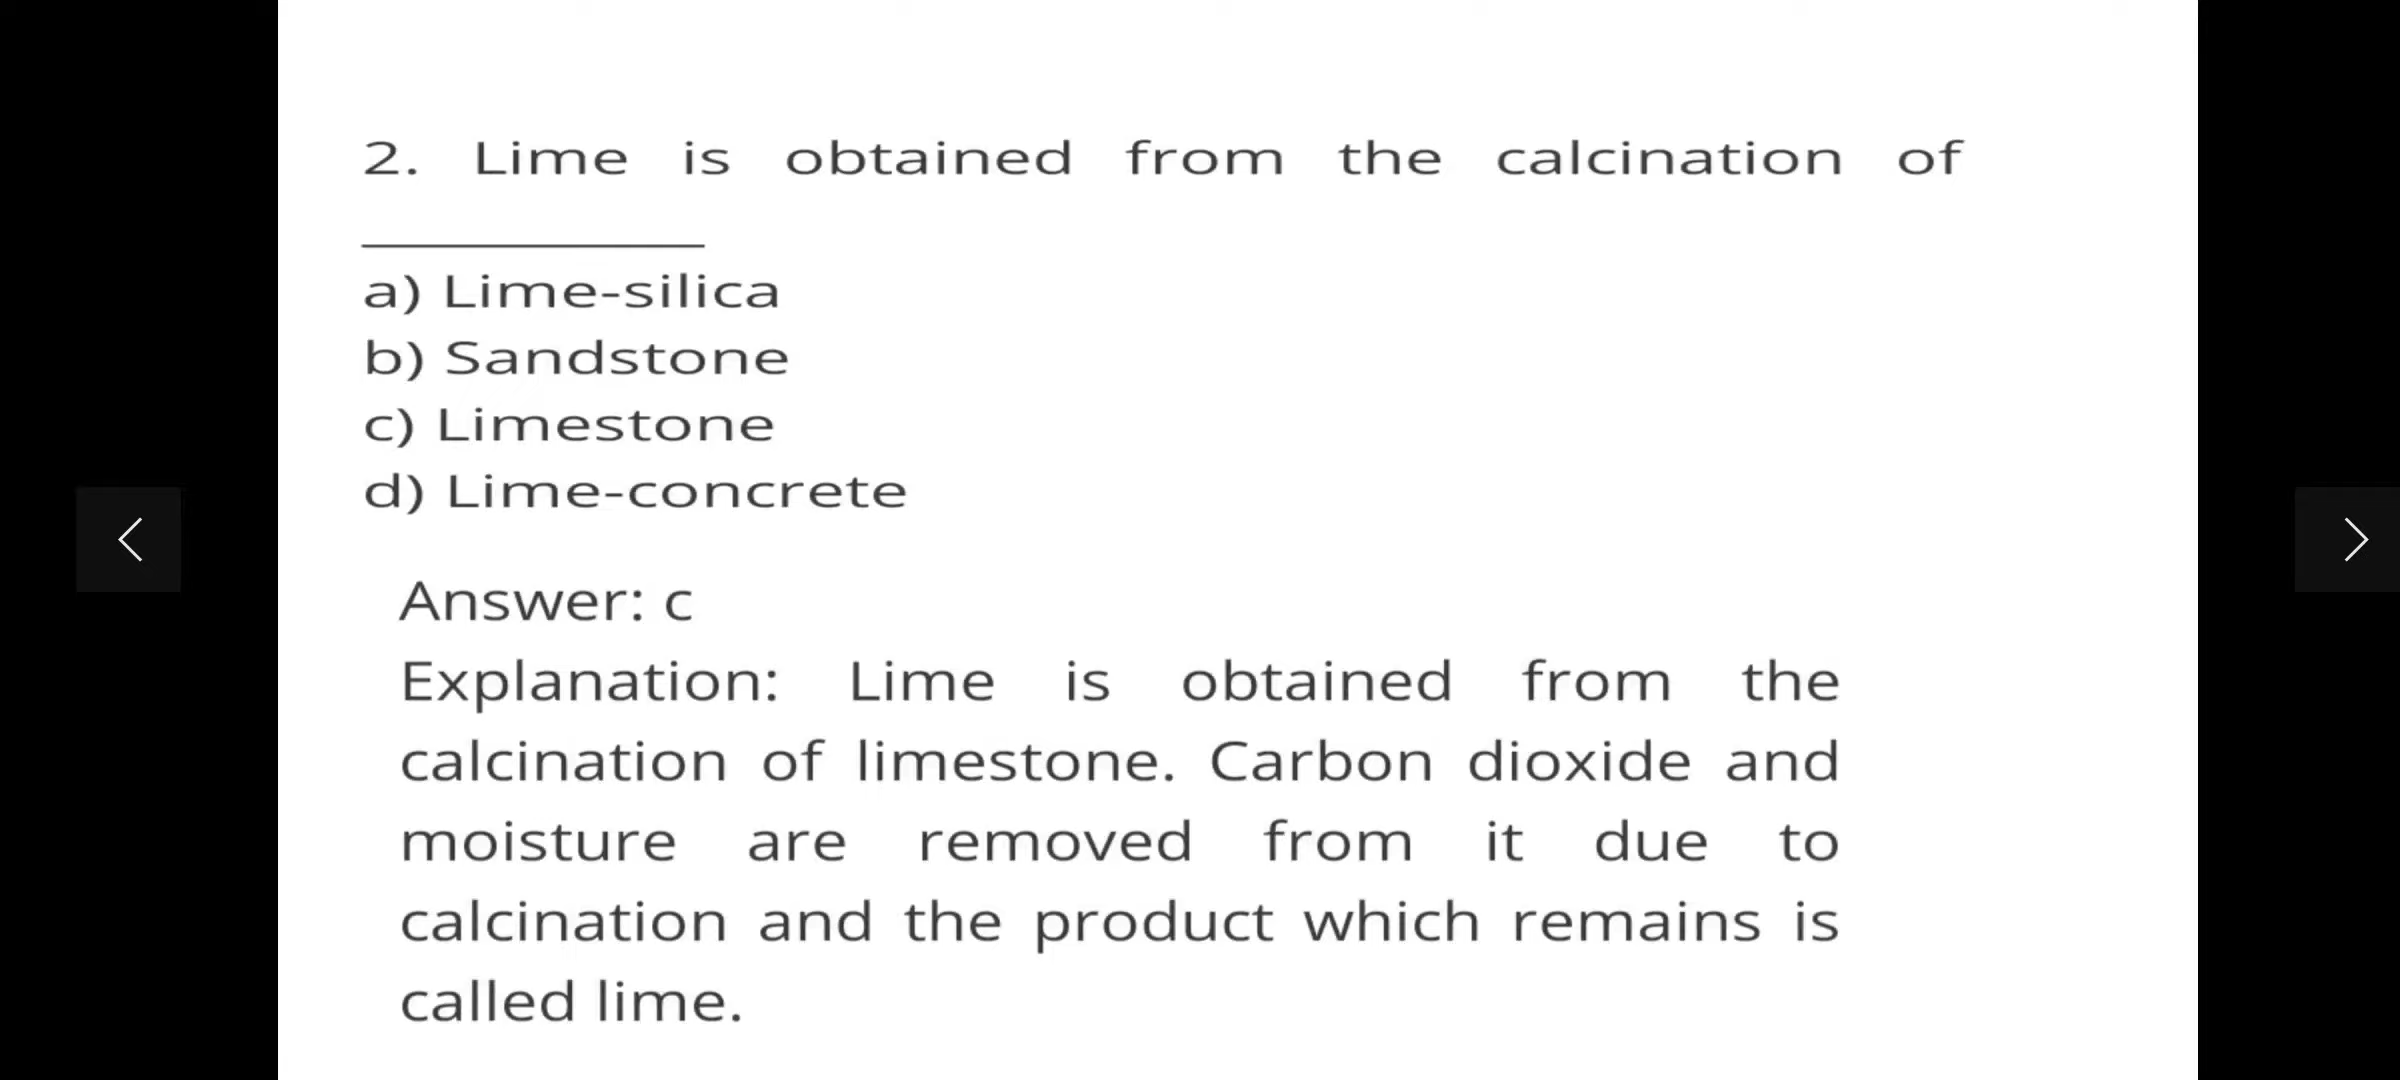 2. Lime is obtained from the calcination of
____________
a) Lime-silica
b) Sandstone
c) Limestone
d) Lime-concrete
Answer: c
Explanation: Lime is obtained from the
calcination of limestone. Carbon dioxide and
moisture are removed from it due to
calcination and the product which remains is
called lime.